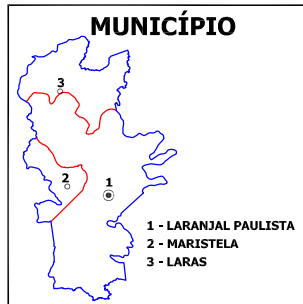 MUNICÍPIO
3
2
1
1 - LARANJAL PAULISTA
2 - MARISTELA
3 - LARAS